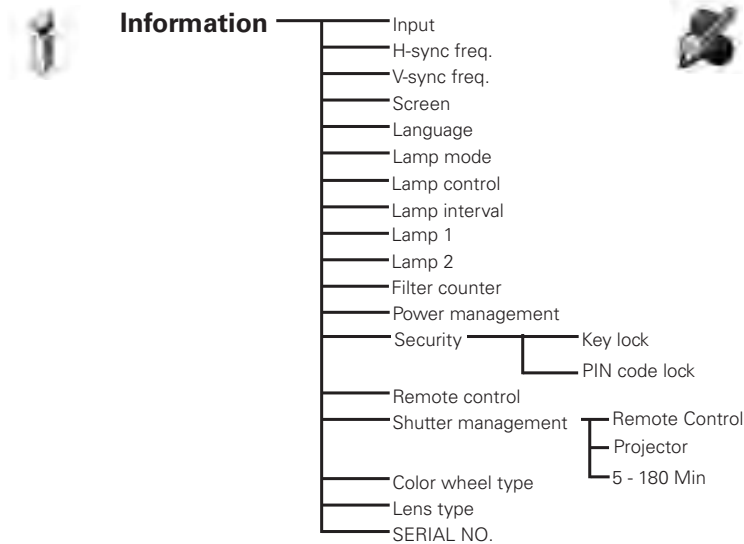 Information
Input
H-sync freq.
V-sync freq.
Screen
Language
Lamp mode
Lamp control
Lamp interval
Lamp 1
Lamp 2
Filter counter
Power management
Security
Key lock
PIN code lock
Remote control
Shutter management
Remote Control
Projector
5 - 180 Min
Color wheel type
Lens type
SERIAL NO.